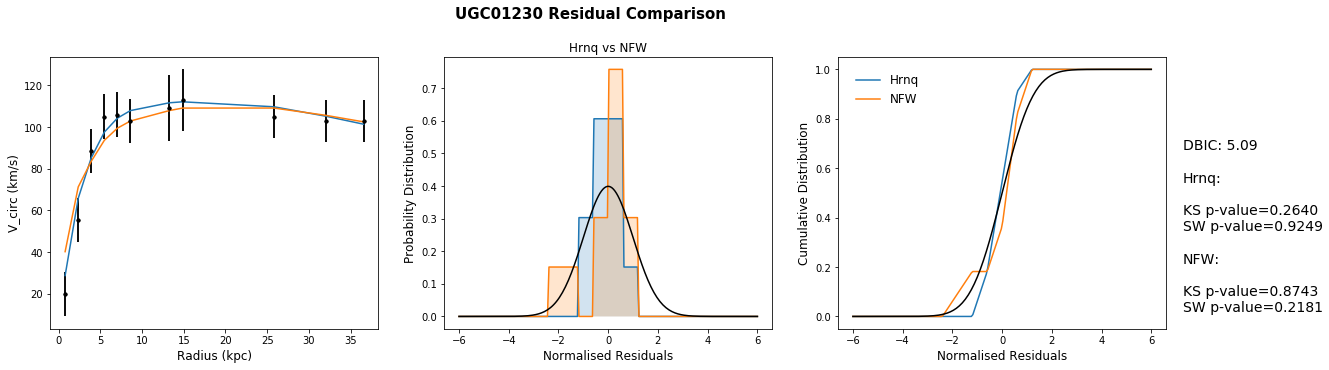 UGC01230 Residual Comparison
V_circ (km/s)
120
100
80
60
40
20
0 5 10 15 20 25 30 35
Radius (kpc)
Hrnq vs NFW
Probability Distribution
0.7
0.6
0.5
0.4
0.3
0.2
0.1
0.0
−6 −4 −2 0 2 4 6
Normalised Residuals
Cumulative Distribution
1.0
0.8
0.6
0.4
0.2
0.0
Hrnq
NFW
−6 −4 −2 0 2 4 6
Normalised Residuals
DBIC: 5.09
Hrnq:
KS p-value=0.2640
SW p-value=0.9249
NFW:
KS p-value=0.8743
SW p-value=0.2181